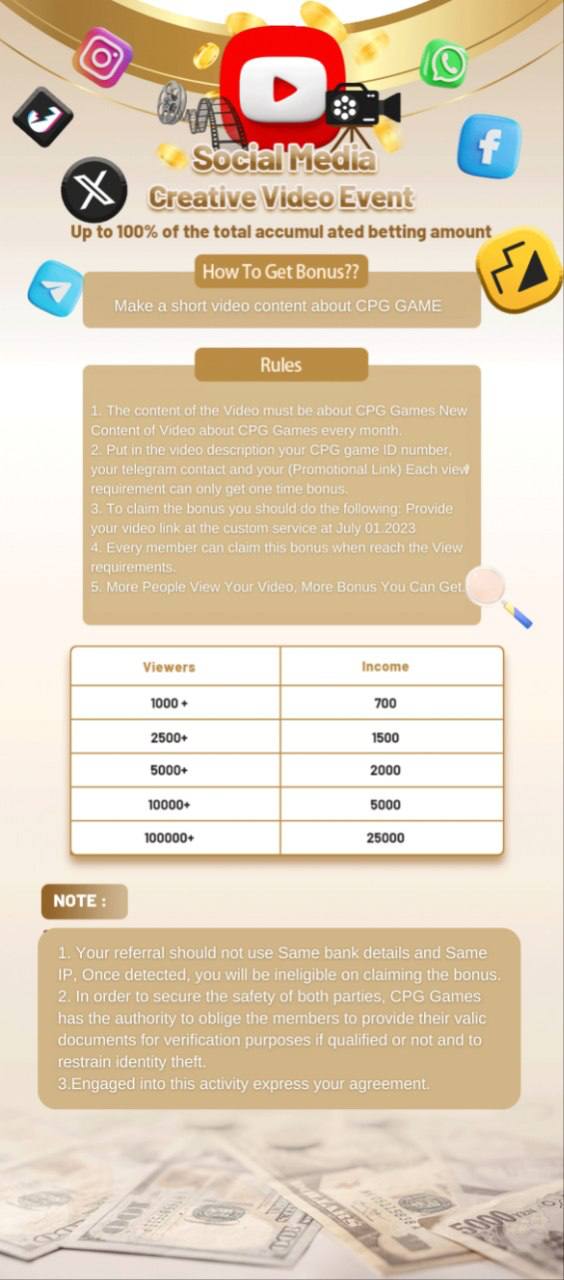 Social Media
Creative Video Event
Up to 100% of the total accumul ated betting amount
How To Get Bonus??
Make a short video content about CPG GAME
Rules
1. The content of the Video must be about CPG Games New
Content of Video about CPG Games every month.
2. Put in the video description your CPG game ID number,
your telegram contact and your (Promotional Link) Each view
requirement can only get one time bonus.
3. To claim the bonus you should do the following: Provide
your video link at the custom service at July 01.2023
4. Every member can claim this bonus when reach the View
requirements.
5. More People View Your Video, More Bonus You Can Get.
Viewers Income
1000 + 700
2500+ 1500
5000+ 2000
10000+ 5000
100000+ 25000
NOTE :
1. Your referral should not use Same bank details and Same
IP, Once detected, you will be ineligible on claiming the bonus.
2. In order to secure the safety of both parties, CPG Games
has the authority to oblige the members to provide their valic
documents for verification purposes if qualified or not and to
restrain identity theft.
3.Engaged into this activity express your agreement.
100
5000